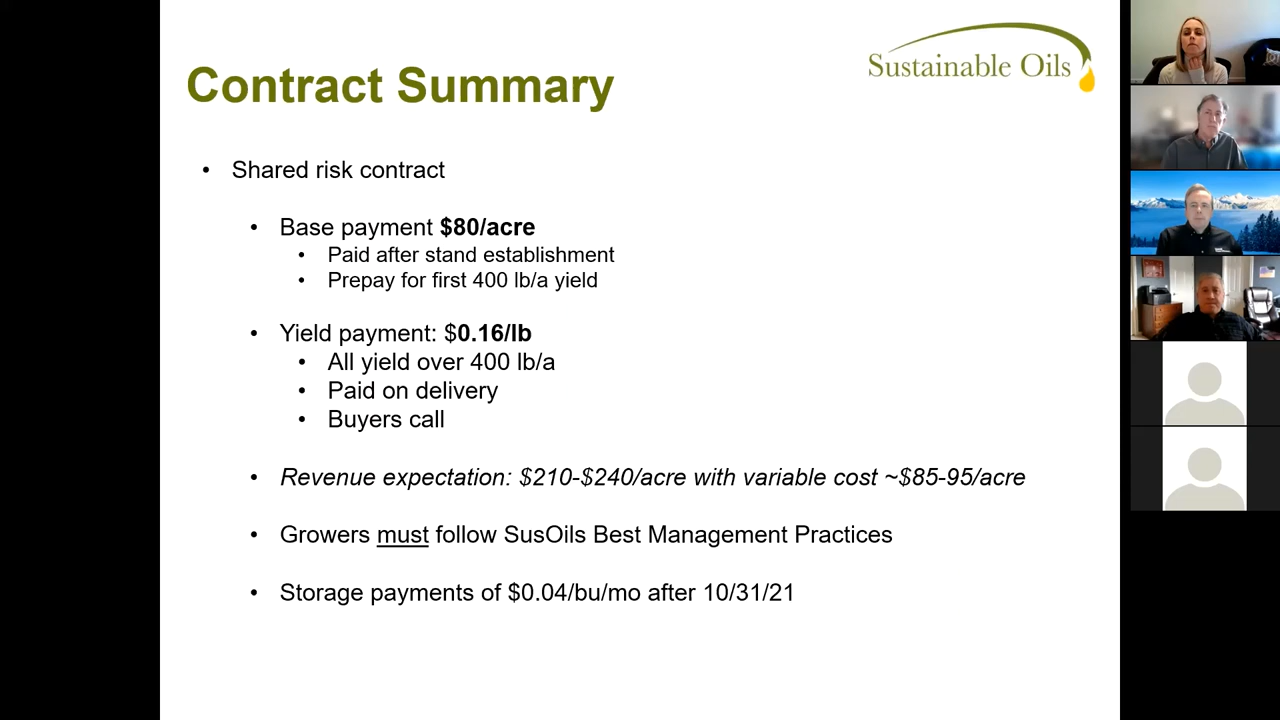 Sustainable Oils
Contract Summary
• Shared risk contract
• Base payment $80/acre
• Paid after stand establishment
• Prepay for first 400 lb/a yield
• Yield payment: $0.16/lb
• All yield over 400 lb/a
• Paid on delivery
• Buyers call
• Revenue expectation: $210-$240/acre with variable cost ~$85-95/acre
• Growers must follow SusOils Best Management Practices
• Storage payments of $0.04/bu/mo after 10/31/21